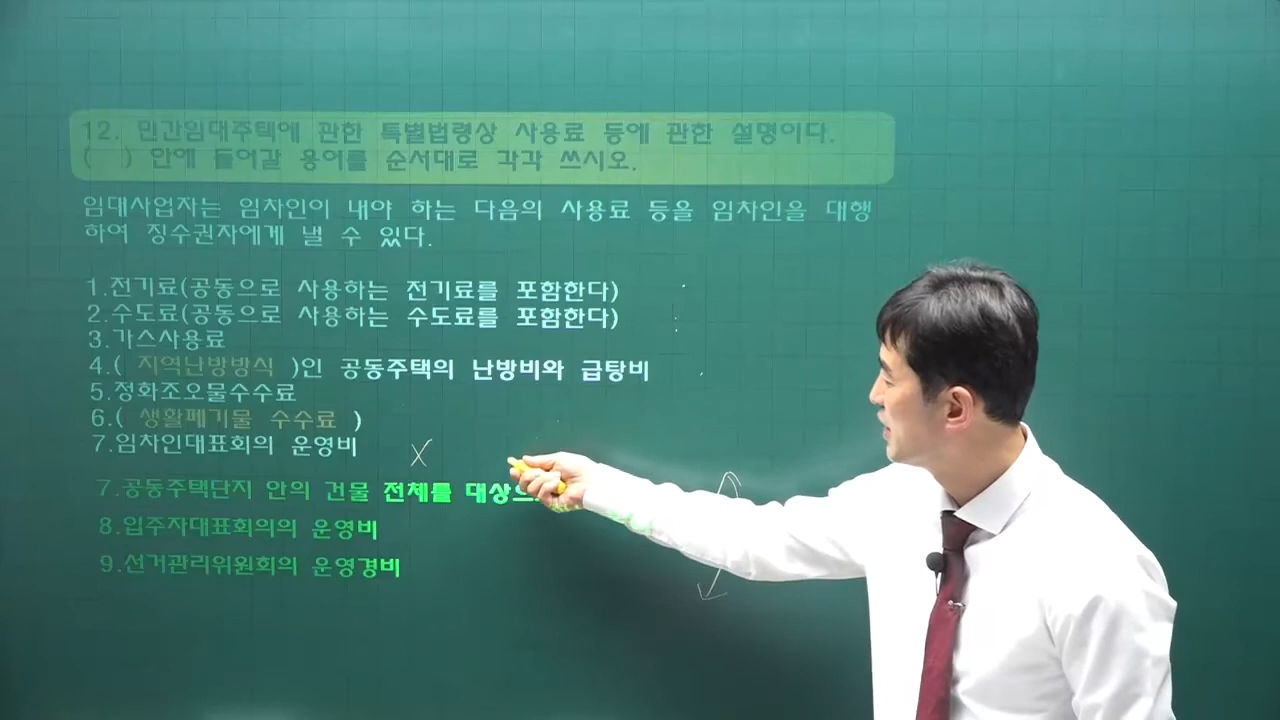 12. 민간임대주택에 관한 특별법령상 사용료 등에 관한 설명이다.
( ) 안에 들어갈 용어를 순서대로 각각 쓰시오.
임대사업자는 임차인이 내야 하는 다음의 사용료 등을 임차인을 대행
하여 징수권자에게 낼 수 있다.
1.전기료(공동으로 사용하는 전기료를 포함한다)
2.수도료(공동으로 사용하는 수도료를 포함한다)
3.가스사용료
4.( 지역난방방식 )인 공동주택의 난방비와 급탕비
5.정화조오물수수료
6.( 생활폐기물 수수료 )
7.임차인대표회의 운영비 X
7.공동주택단지 안의 건물 전체를
8.입주자대표회의의 운영비
9.선거관리위원회의 운영경비